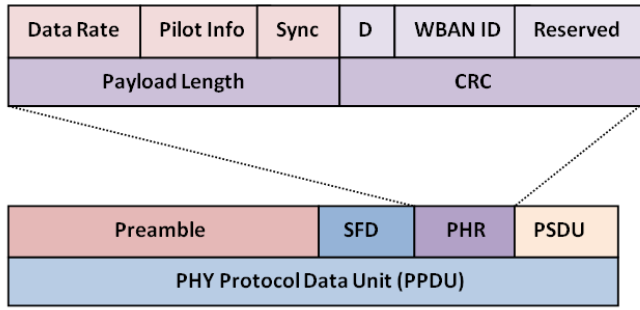 Data Rate Pilot Info Sync D WBAN ID Reserved
Payload Length CRC
Preamble SFD PHR PSDU
PHY Protocol Data Unit (PPDU)